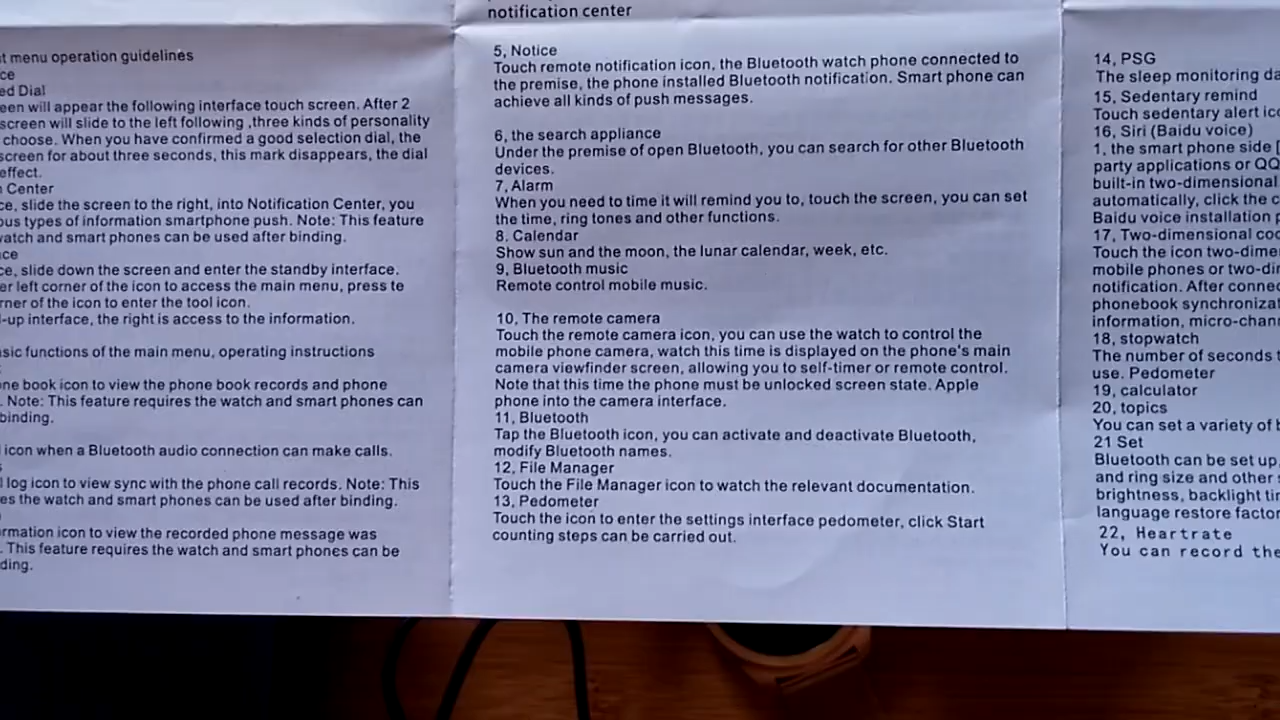 t menu operation guidelines
ce
ed Dial
een will appear the following interface touch screen. After 2
screen will slide to the left following ,three kinds of personality
choose. When you have confirmed a good selection dial, the
screen for about three seconds, this mark disappears, the dial
effect.
Center
ce, slide the screen to the right, into Notification Center, you
ous types of information smartphone push. Note: This feature
watch and smart phones can be used after binding.
ce
ce, slide down the screen and enter the standby interface.
er left corner of the icon to access the main menu, press te
rner of the icon to enter the tool icon.
-up interface, the right is access to the information.
sic functions of the main menu, operating instructions
one book icon to view the phone book records and phone
. Note: This feature requires the watch and smart phones can
binding.
icon when a Bluetooth audio connection can make calls.
s
l log icon to view sync with the phone call records. Note: This
es the watch and smart phones can be used after binding.
ormation icon to view the recorded phone message was
. This feature requires the watch and smart phones can be
ding.
notification center
5, Notice
Touch remote notification icon, the Bluetooth watch phone connected to
the premise, the phone installed Bluetooth notification. Smart phone can
achieve all kinds of push messages.
6, the search appliance
Under the premise of open Bluetooth, you can search for other Bluetooth
devices.
7, Alarm
When you need to time it will remind you to, touch the screen, you can set
the time, ring tones and other functions.
8. Calendar
Show sun and the moon, the lunar calendar, week, etc.
9, Bluetooth music
Remote control mobile music.
10, The remote camera
Touch the remote camera icon, you can use the watch to control the
mobile phone camera, watch this time is displayed on the phone's main
camera viewfinder screen, allowing you to self-timer or remote control.
Note that this time the phone must be unlocked screen state. Apple
phone into the camera interface.
11, Bluetooth
Tap the Bluetooth icon, you can activate and deactivate Bluetooth,
modify Bluetooth names.
12, File Manager
Touch the File Manager icon to watch the relevant documentation.
13, Pedometer
Touch the icon to enter the settings interface pedometer, click Start
counting steps can be carried out.
14, PSG
The sleep monitoring da
15, Sedentary remind
Touch sedentary alert ico
16, Siri (Baidu voice)
1, the smart phone side [
party applications or QQ
built-in two-dimensional
automatically, click the c
Baidu voice installation p
17, Two-dimensional coo
Touch the icon two-dime
mobile phones or two-di
notification. After connec
phonebook synchronizat
information, micro-chan
18, stopwatch
The number of seconds t
use. Pedometer
19, calculator
20, topics
You can set a variety of b
21 Set
Bluetooth can be set up,
and ring size and other s
brightness, backlight tim
language restore factor
22, Heartrate
You can record the